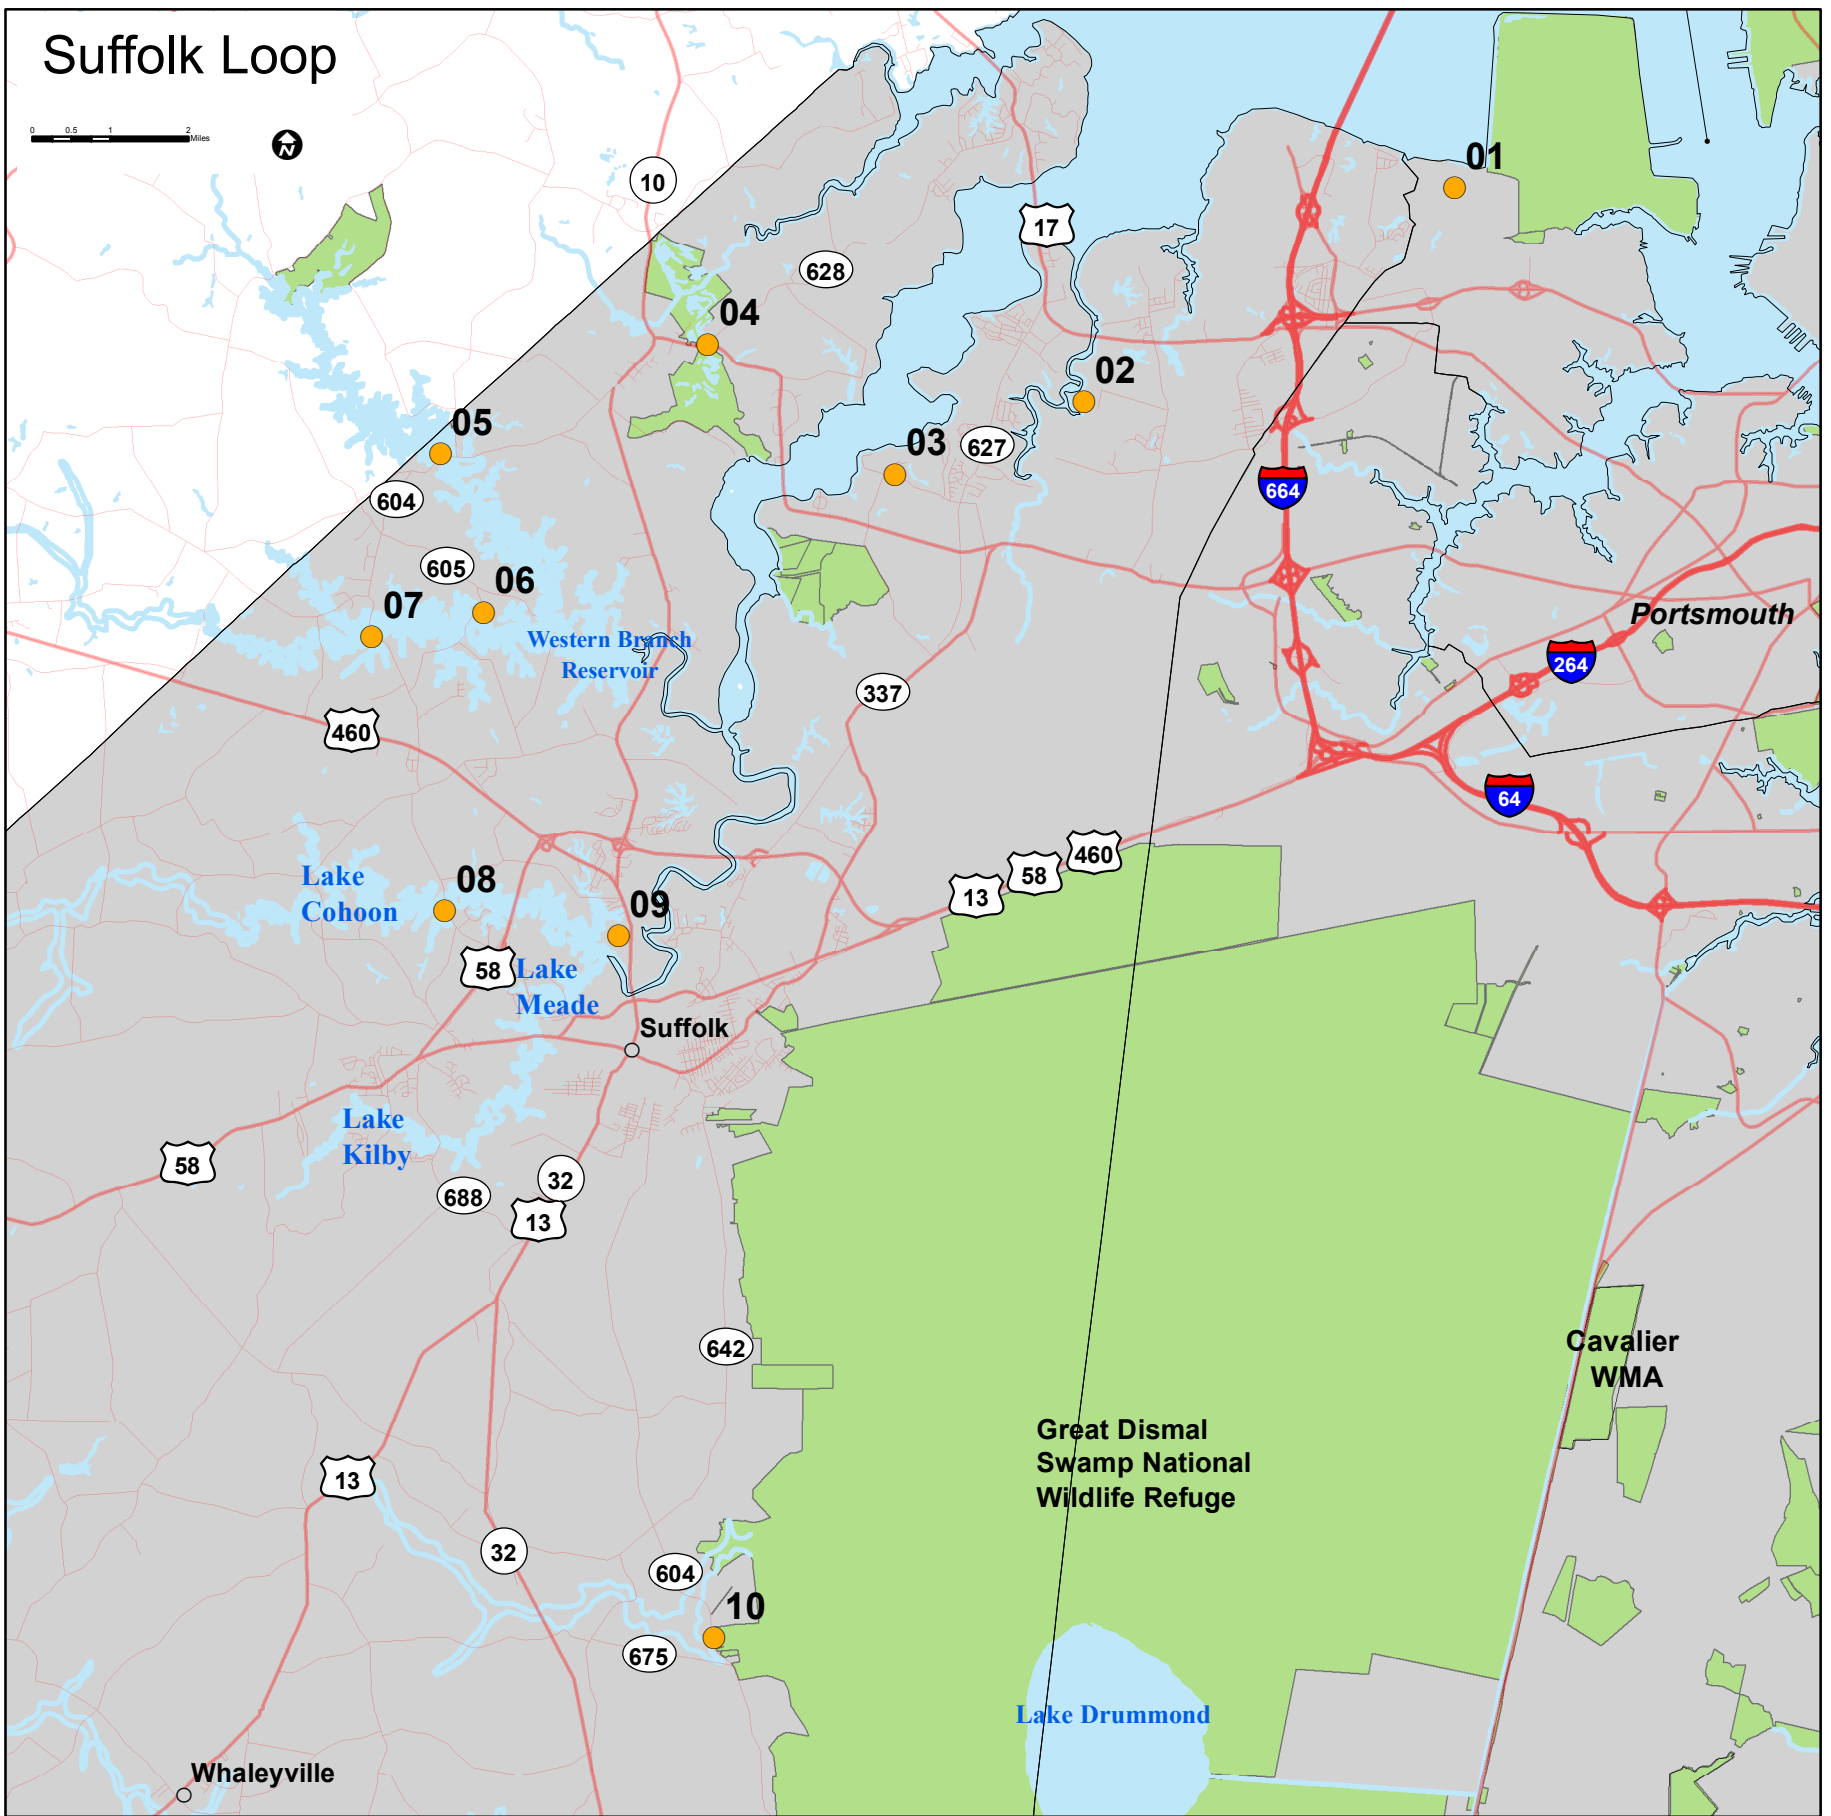 Suffolk Loop
0 0.5 1 2
Miles
N
01
10
17
628
04
02
05
03
627
604
664
605
06
07
Portsmouth
Western Branch
Reservoir
264
337
460
64
460
58
13
Lake
Cohoon
08
09
58
Lake
Meade
Suffolk
Lake
Kilby
58
32
688
13
642
Cavalier
WMA
Great Dismal
Swamp National
Wildlife Refuge
13
32
604
10
675
Lake Drummond
Whaleyville